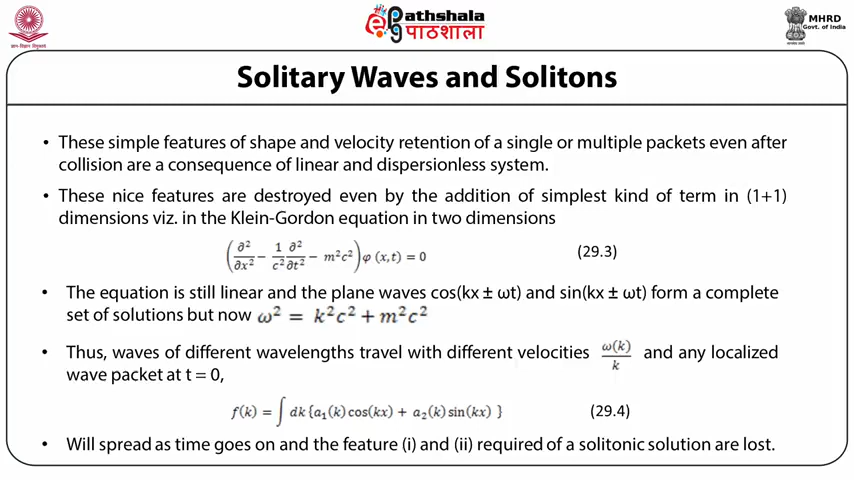 Pathshala
पाठशाला
MHRD
Govt. of India
Solitary Waves and Solitons
• These simple features of shape and velocity retention of a single or multiple packets even after
collision are a consequence of linear and dispersionless system.
• These nice features are destroyed even by the addition of simplest kind of term in (1+1)
dimensions viz. in the Klein-Gordon equation in two dimensions
(∂²/∂x² − 1/c² ∂²/∂t² − m²c²) φ (x,t) = 0 (29.3)
• The equation is still linear and the plane waves cos(kx ± ωt) and sin(kx ± ωt) form a complete
set of solutions but now ω² = k²c² + m²c²
• Thus, waves of different wavelengths travel with different velocities ω(k)/k and any localized
wave packet at t = 0,
f(k) = ∫ dk {a₁(k)cos(kx) + a₂(k)sin(kx) } (29.4)
• Will spread as time goes on and the feature (i) and (ii) required of a solitonic solution are lost.